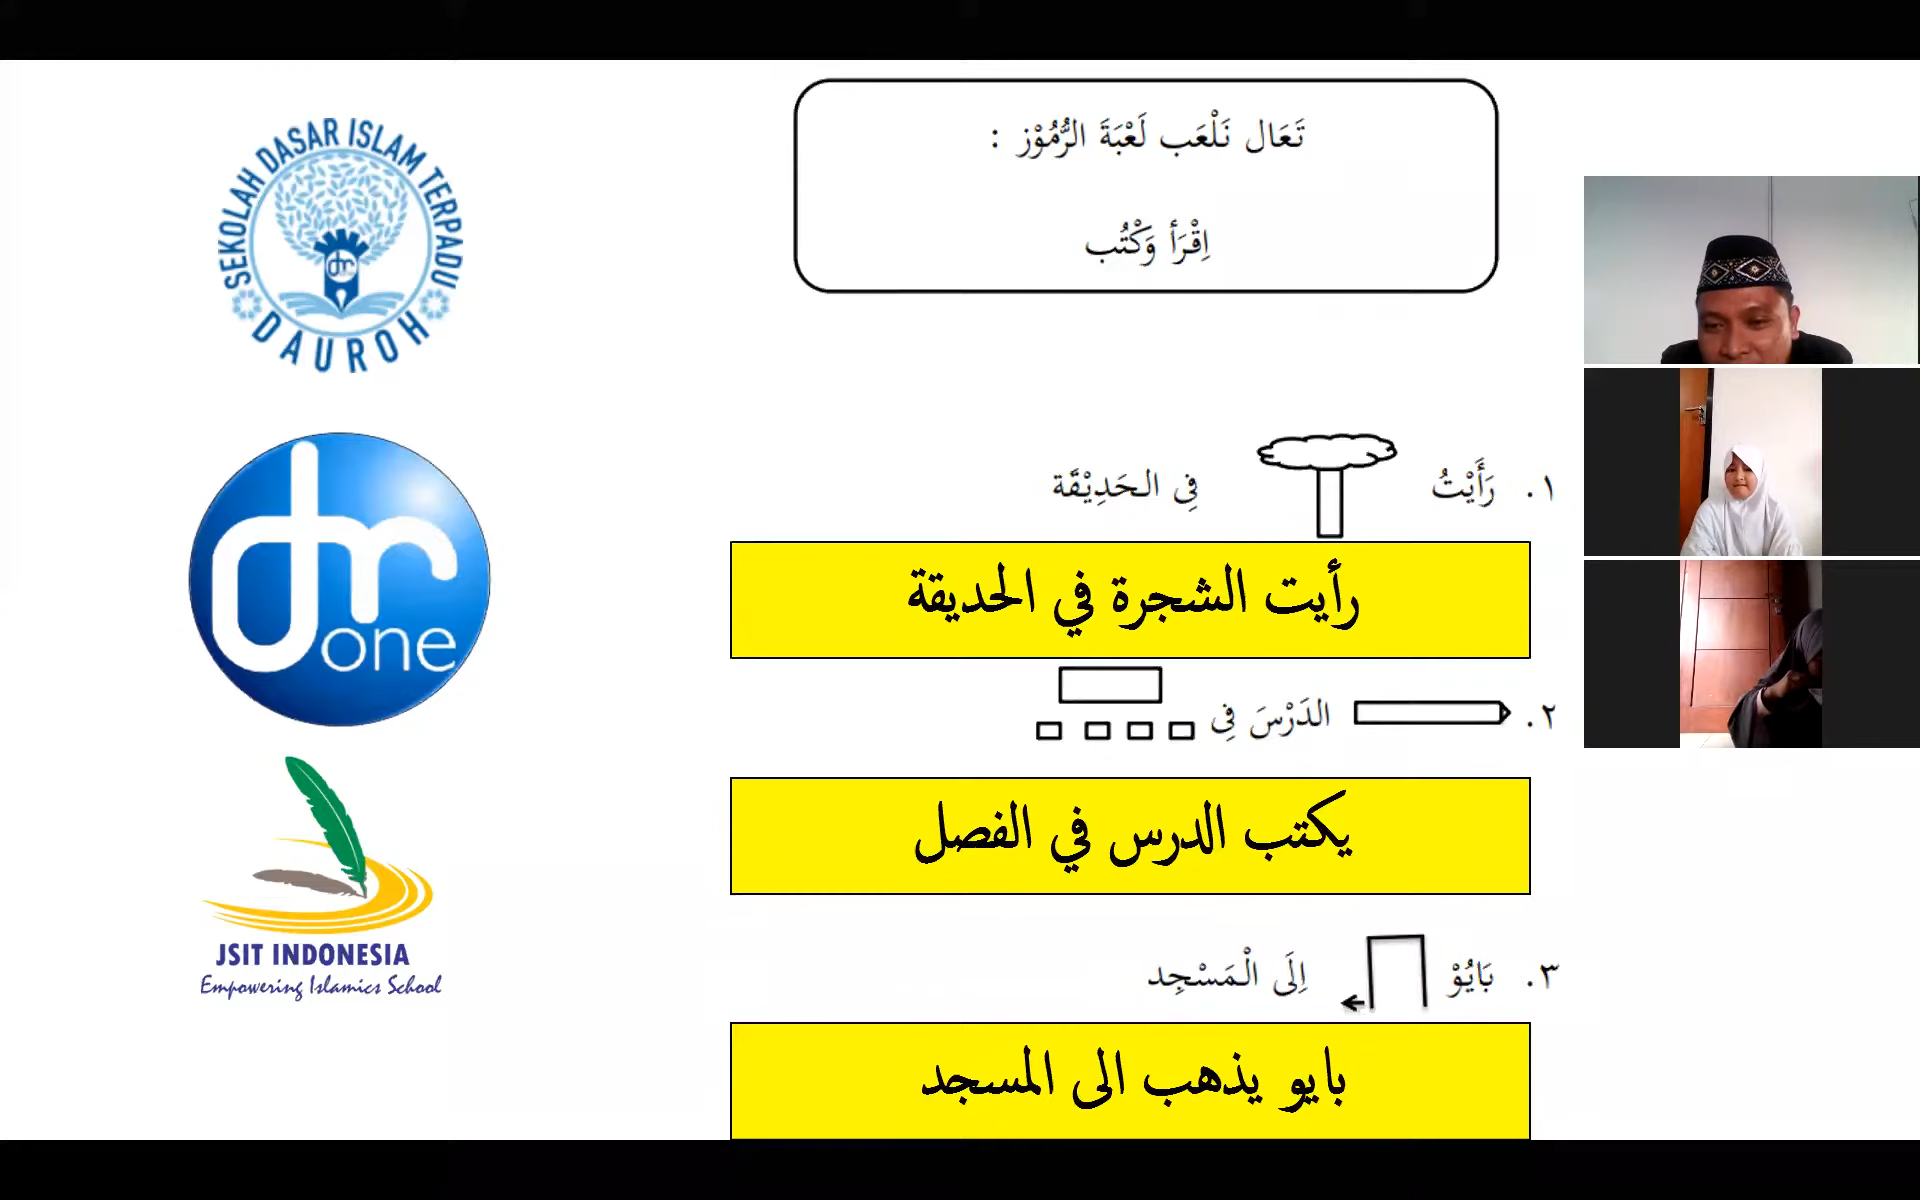 تَعَال نَلْعَب لَعْبَةَ الرُّمُوْز :
اِقْرَأ وَكْتُب
SEKOLAH DASAR ISLAM TERPADU
dr
DAUROH
١. رَأَيْتُ فِى الحَدِيْقَة
رأيت الشجرة في الحديقة
dr one
٢. الدَرْسَ فِى
يكتب الدرس في الفصل
JSIT INDONESIA
Empowering Islamics School
٣. بَايُوْ اِلَى الْمَسْجِد
بايو يذهب الى المسجد